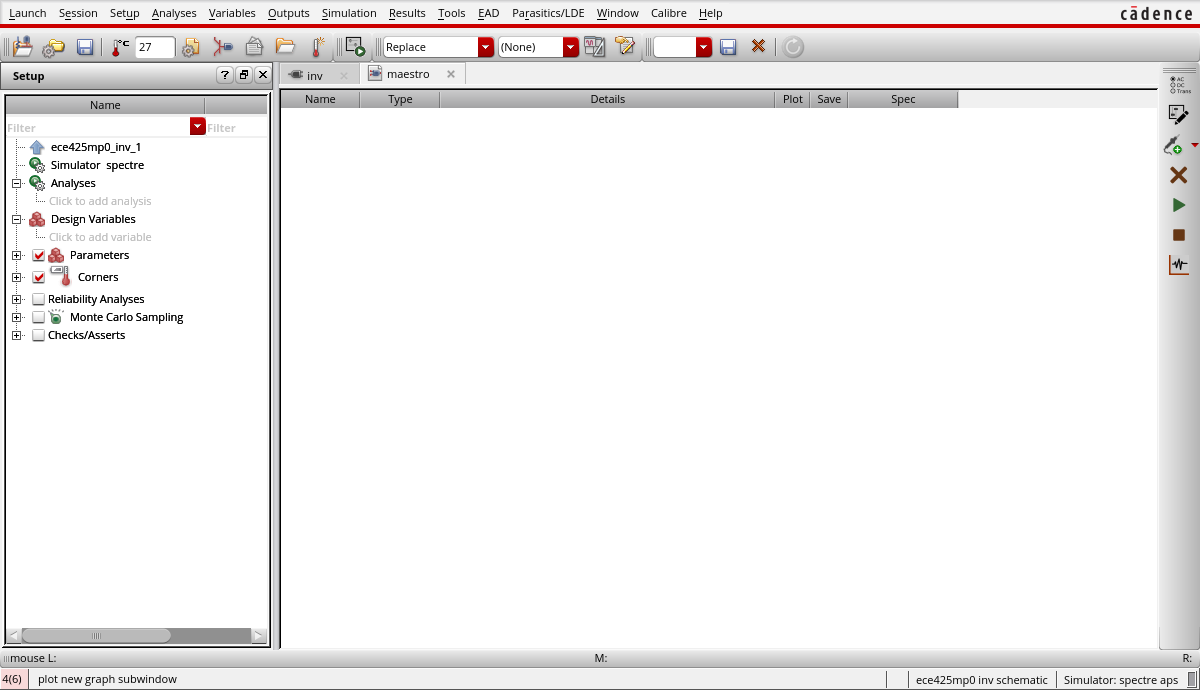 Launch Session Setup Analyses Variables Outputs Simulation Results Tools EAD Parasitics/LDE Window Calibre Help
cādence
°C 27 Replace (None)
Setup ?
inv maestro
Name
Name Type Details Plot Save Spec
AC
DC
Trans
Filter Filter
ece425mp0_inv_1
Simulator spectre
Analyses
Click to add analysis
Design Variables
Click to add variable
Parameters
Corners
Reliability Analyses
Monte Carlo Sampling
Checks/Asserts
mouse L: M: R:
4(6) plot new graph subwindow ece425mp0 inv schematic Simulator: spectre aps